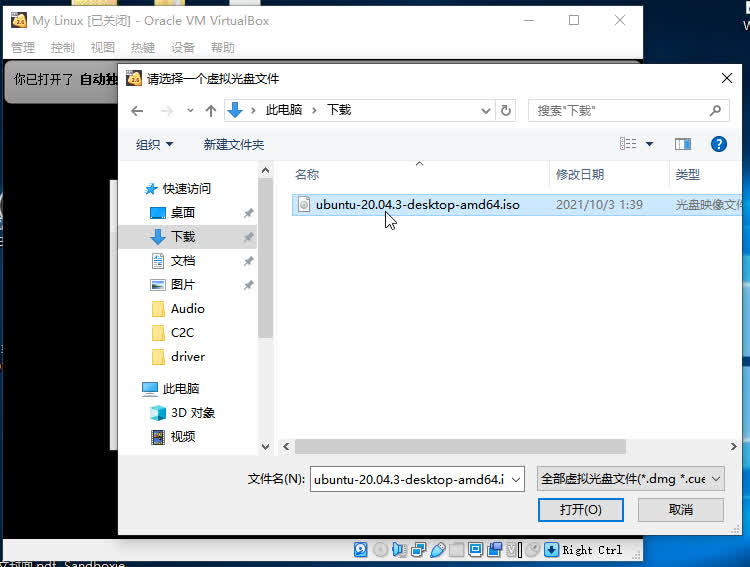 My Linux [已关闭] - Oracle VM VirtualBox
管理 控制 视图 热键 设备 帮助
你已打开了 自动独
请选择一个虚拟光盘文件
此电脑 下载 搜索"下载"
组织 新建文件夹
名称 修改日期 类型
快速访问
ubuntu-20.04.3-desktop-amd64.iso 2021/10/3 1:39 光盘映像文件
桌面
下载
文档
图片
Audio
C2C
driver
此电脑
3D 对象
视频
文件名(N): ubuntu-20.04.3-desktop-amd64.i 全部虚拟光盘文件(*.dmg *.cue
打开(O) 取消
Right Ctrl